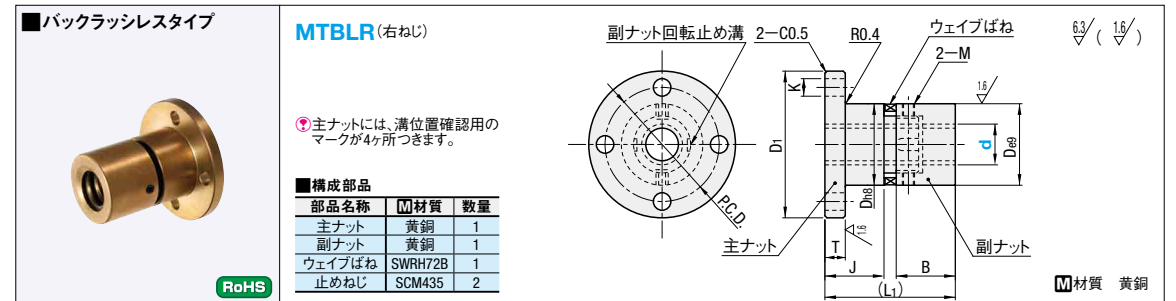 ■バックラッシレスタイプ
RoHS
MTBLR(右ねじ)
主ナットには、溝位置確認用の
マークが4ヶ所つきます。
■構成部品
部品名称 M材質 数量
主ナット 黄銅 1
副ナット 黄銅 1
ウェイブばね SWRH72B 1
止めねじ SCM435 2
副ナット回転止め溝
2−C0.5
R0.4
ウェイブばね
2−M
6.3 ( 1.6 )
1.6
K
D1
Dh8
d
De9
P.C.D.
主ナット
1.6
副ナット
T
J
B
(L1)
M材質 黄銅